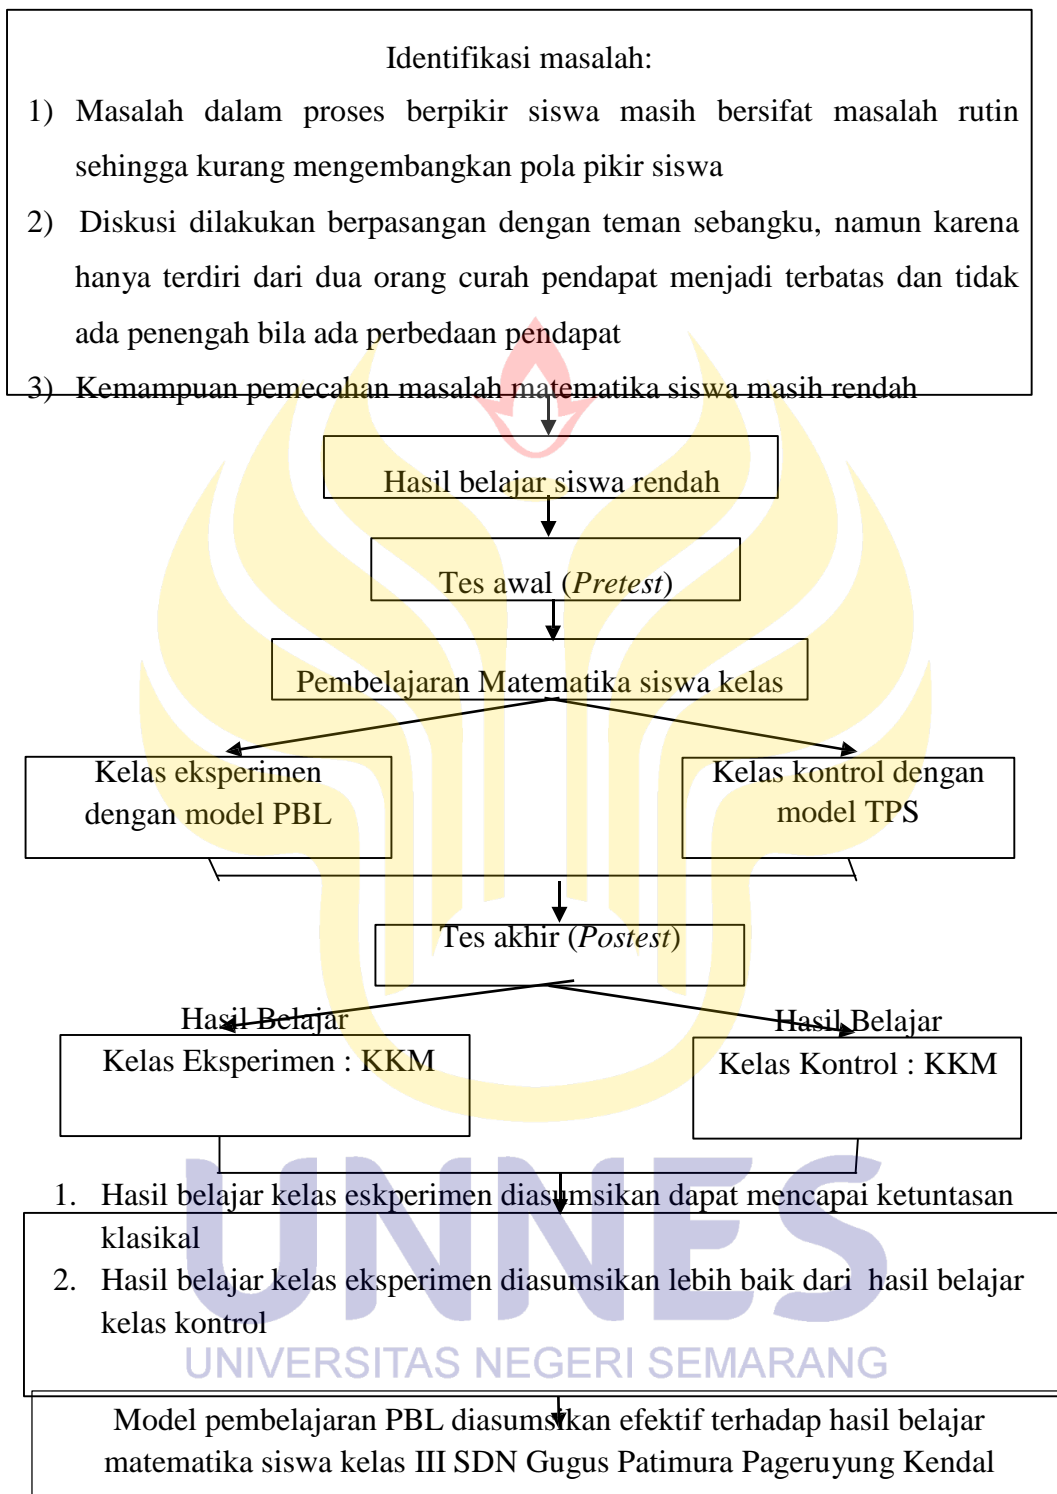 Identifikasi masalah:
1) Masalah dalam proses berpikir siswa masih bersifat masalah rutin
sehingga kurang mengembangkan pola pikir siswa
2) Diskusi dilakukan berpasangan dengan teman sebangku, namun karena
hanya terdiri dari dua orang curah pendapat menjadi terbatas dan tidak
ada penengah bila ada perbedaan pendapat
3) Kemampuan pemecahan masalah matematika siswa masih rendah
Hasil belajar siswa rendah
Tes awal (Pretest)
Pembelajaran Matematika siswa kelas
Kelas eksperimen
dengan model PBL
Kelas kontrol dengan
model TPS
Tes akhir (Postest)
Hasil Belajar
Kelas Eksperimen : KKM
Hasil Belajar
Kelas Kontrol : KKM
1. Hasil belajar kelas eskperimen diasumsikan dapat mencapai ketuntasan
klasikal
2. Hasil belajar kelas eksperimen diasumsikan lebih baik dari hasil belajar
kelas kontrol
UNNES
UNIVERSITAS NEGERI SEMARANG
Model pembelajaran PBL diasumsikan efektif terhadap hasil belajar
matematika siswa kelas III SDN Gugus Patimura Pageruyung Kendal